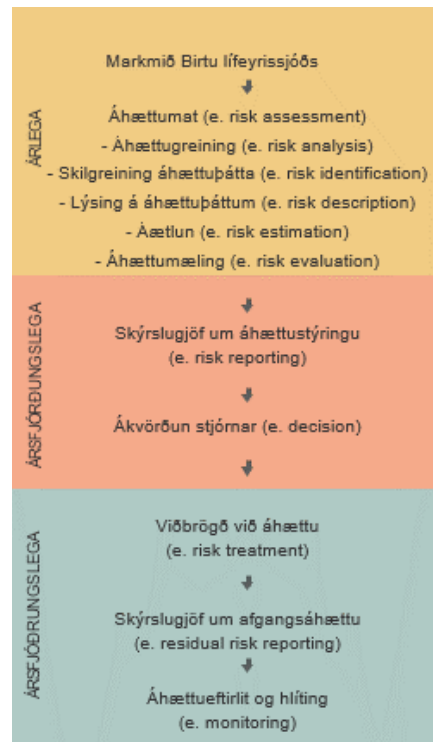 ÁRLEGA
Markmið Birtu lífeyrissjóðs
Áhættumat (e. risk assessment)
- Áhættugreining (e. risk analysis)
- Skilgreining áhættuþátta (e. risk identification)
- Lýsing á áhættuþáttum (e. risk description)
- Áætlun (e. risk estimation)
- Áhættumæling (e. risk evaluation)
ÁRSFJÓRÐUNGSLEGA
Skýrslugjöf um áhættustýringu
(e. risk reporting)
Ákvörðun stjórnar (e. decision)
ÁRSFJÓÐRUNGSLEGA
Viðbrögð við áhættu
(e. risk treatment)
Skýrslugjöf um afgangsáhættu
(e. residual risk reporting)
Áhættueftirlit og hlíting
(e. monitoring)